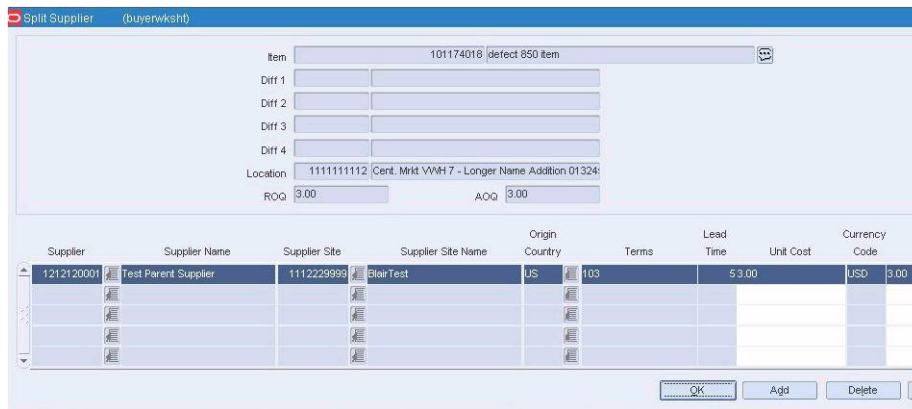 Split Supplier (buyerwksht)
Item 101174018 defect 850 item
Diff 1
Diff 2
Diff 3
Diff 4
Location 1111111112 Cent. Mrkt VWH 7 - Longer Name Addition 01324
ROQ 3.00 AOQ 3.00
Origin Lead Currency
Supplier Supplier Name Supplier Site Supplier Site Name Country Terms Time Unit Cost Code
1212120001 Test Parent Supplier 1112229999 BlairTest US 103 5 3.00 USD 3.00
OK Add Delete